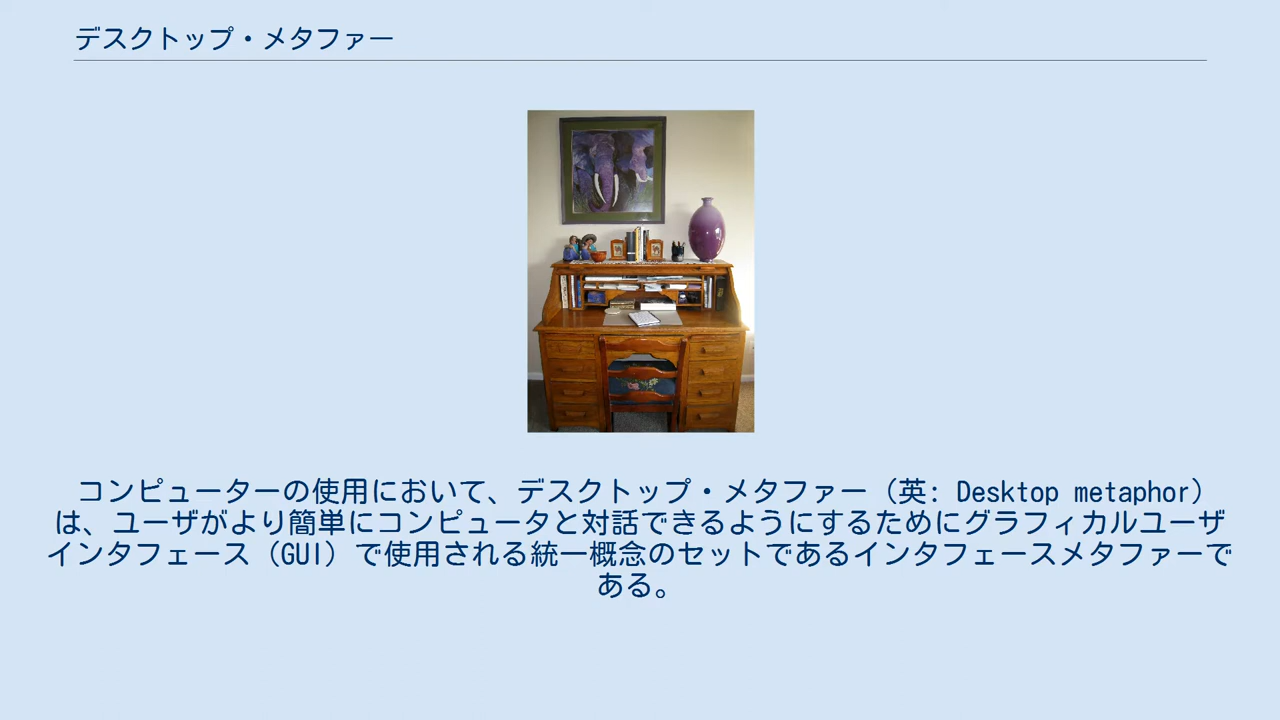 デスクトップ・メタファー
コンピューターの使用において、デスクトップ・メタファー（英: Desktop metaphor）
は、ユーザがより簡単にコンピュータと対話できるようにするためにグラフィカルユーザ
インタフェース（GUI）で使用される統一概念のセットであるインタフェースメタファーで
ある。